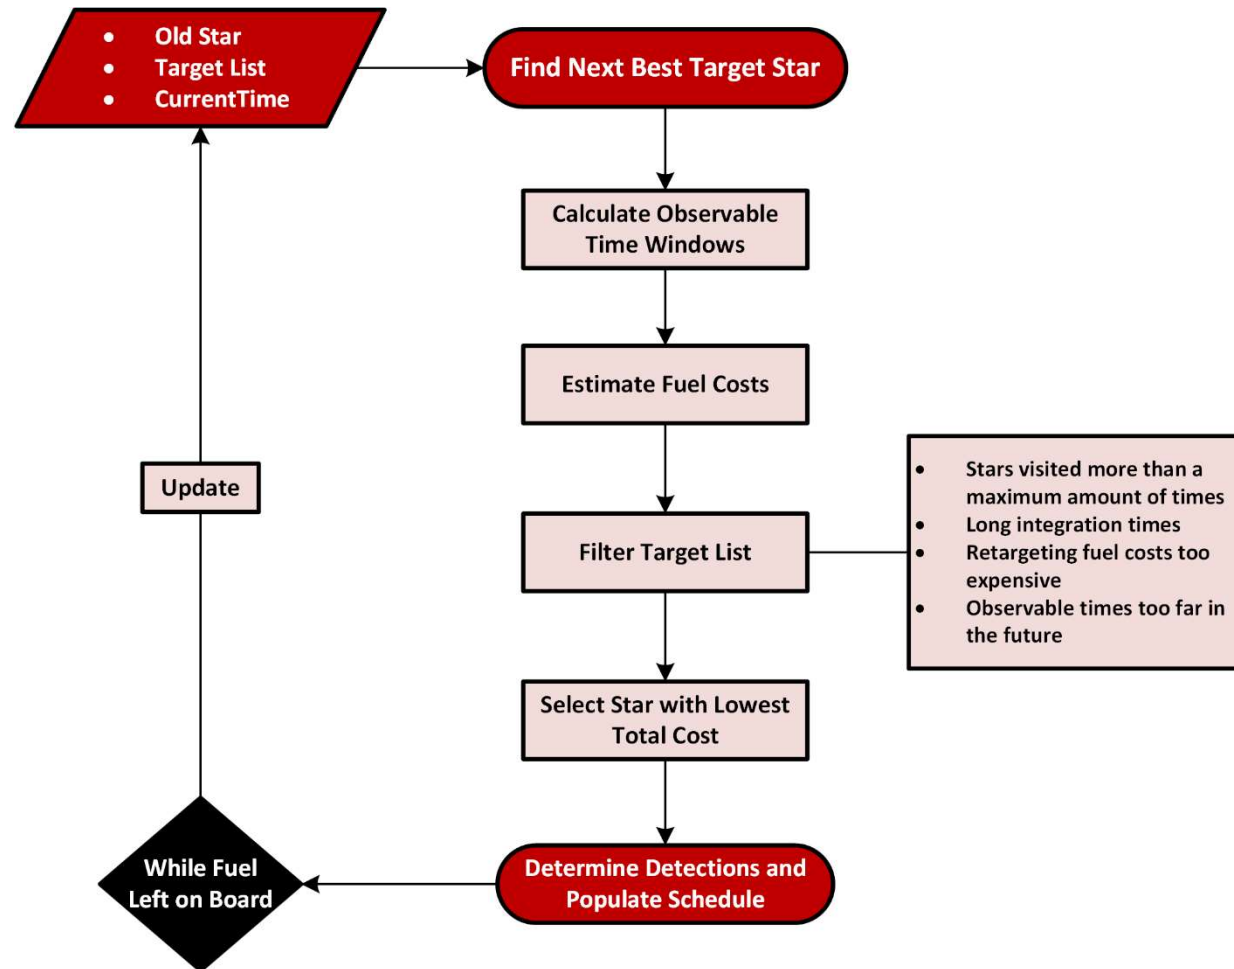 • Old Star
• Target List
• CurrentTime
Find Next Best Target Star
Calculate Observable
Time Windows
Estimate Fuel Costs
Filter Target List
• Stars visited more than a
maximum amount of times
• Long integration times
• Retargeting fuel costs too
expensive
• Observable times too far in
the future
Select Star with Lowest
Total Cost
Determine Detections and
Populate Schedule
While Fuel
Left on Board
Update